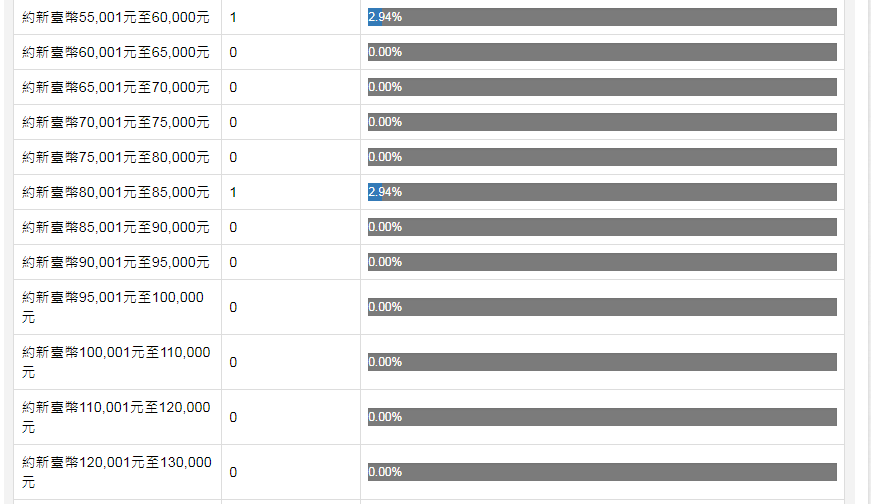 約新臺幣55,001元至60,000元 1 2.94%
約新臺幣60,001元至65,000元 0 0.00%
約新臺幣65,001元至70,000元 0 0.00%
約新臺幣70,001元至75,000元 0 0.00%
約新臺幣75,001元至80,000元 0 0.00%
約新臺幣80,001元至85,000元 1 2.94%
約新臺幣85,001元至90,000元 0 0.00%
約新臺幣90,001元至95,000元 0 0.00%
約新臺幣95,001元至100,000
元 0 0.00%
約新臺幣100,001元至110,000
元 0 0.00%
約新臺幣110,001元至120,000
元 0 0.00%
約新臺幣120,001元至130,000
元 0 0.00%